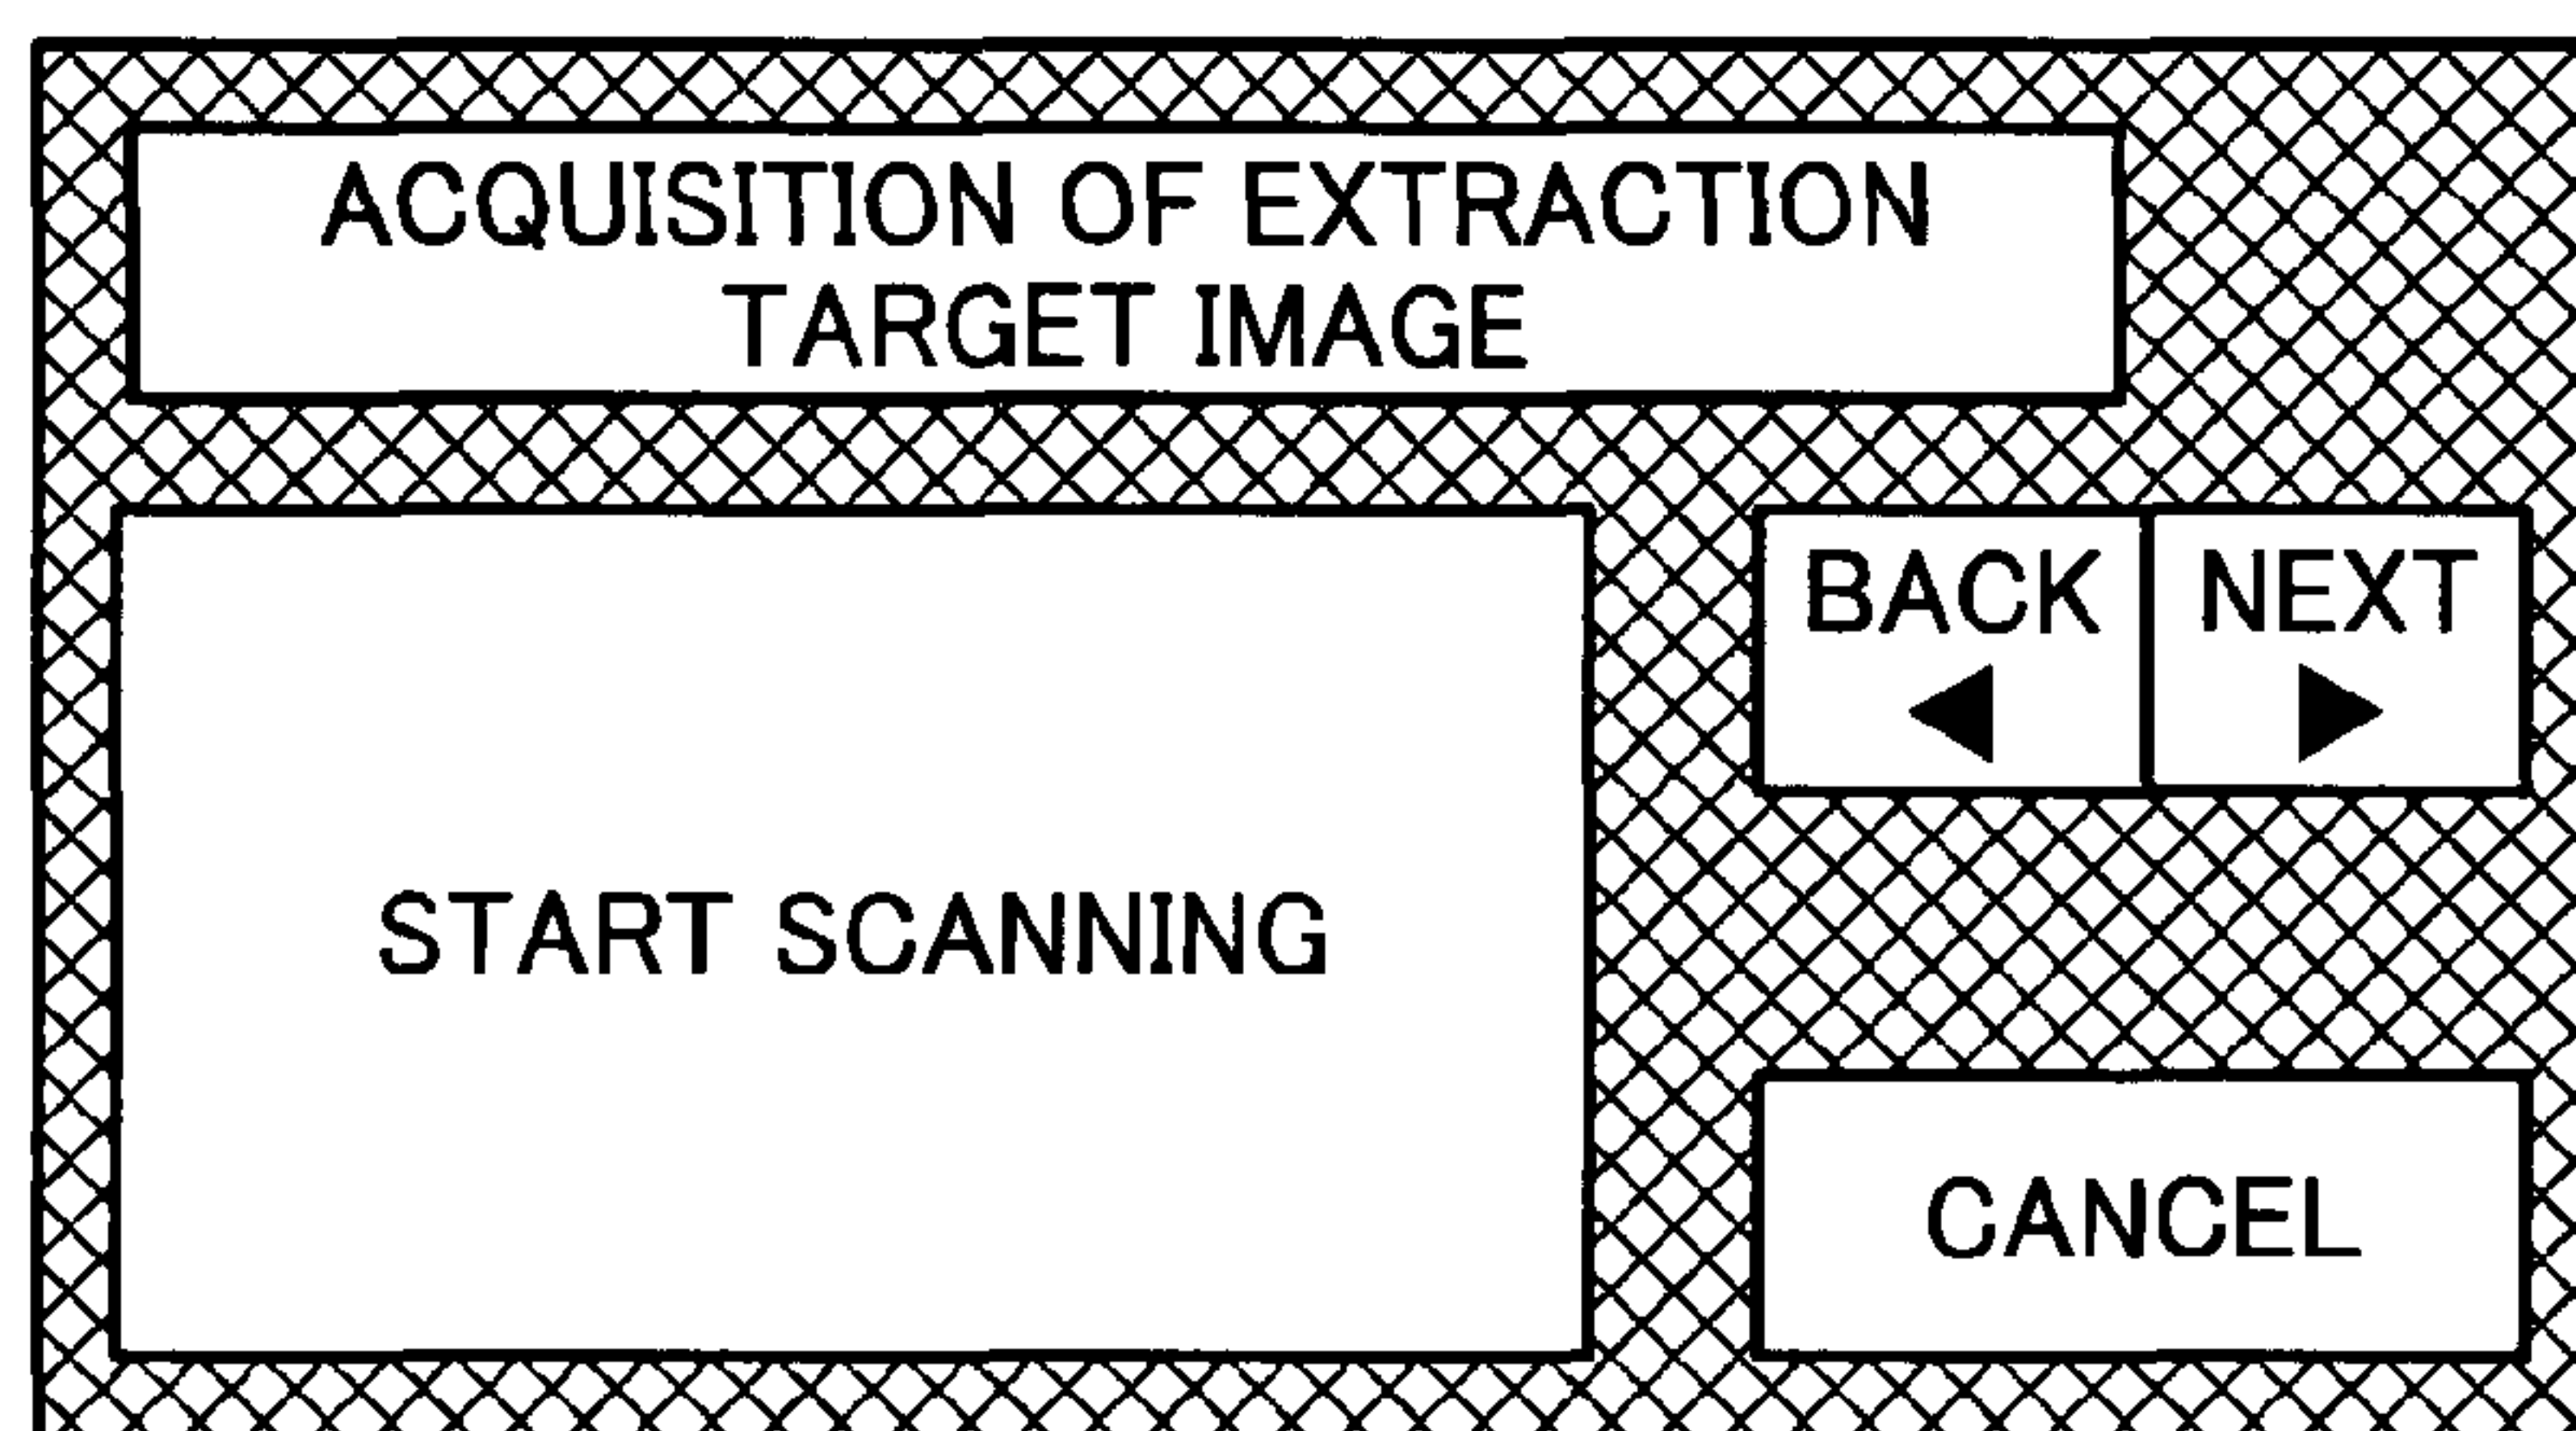 ACQUISITION OF EXTRACTION
TARGET IMAGE
BACK
NEXT
START SCANNING
CANCEL